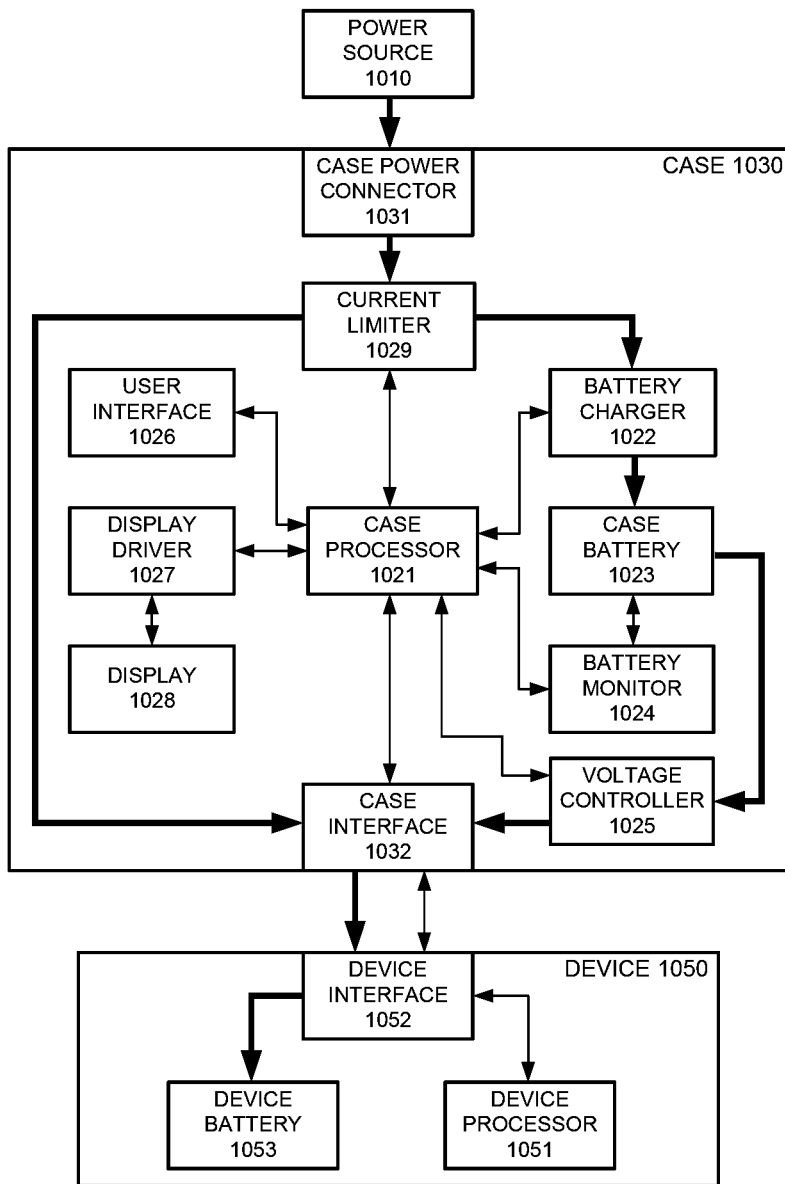 POWER
SOURCE
1010
CASE 1030
CASE POWER
CONNECTOR
1031
CURRENT
LIMITER
1029
USER
INTERFACE
1026
BATTERY
CHARGER
1022
DISPLAY
DRIVER
1027
CASE
PROCESSOR
1021
CASE
BATTERY
1023
DISPLAY
1028
BATTERY
MONITOR
1024
CASE
INTERFACE
1032
VOLTAGE
CONTROLLER
1025
DEVICE 1050
DEVICE
INTERFACE
1052
DEVICE
BATTERY
1053
DEVICE
PROCESSOR
1051